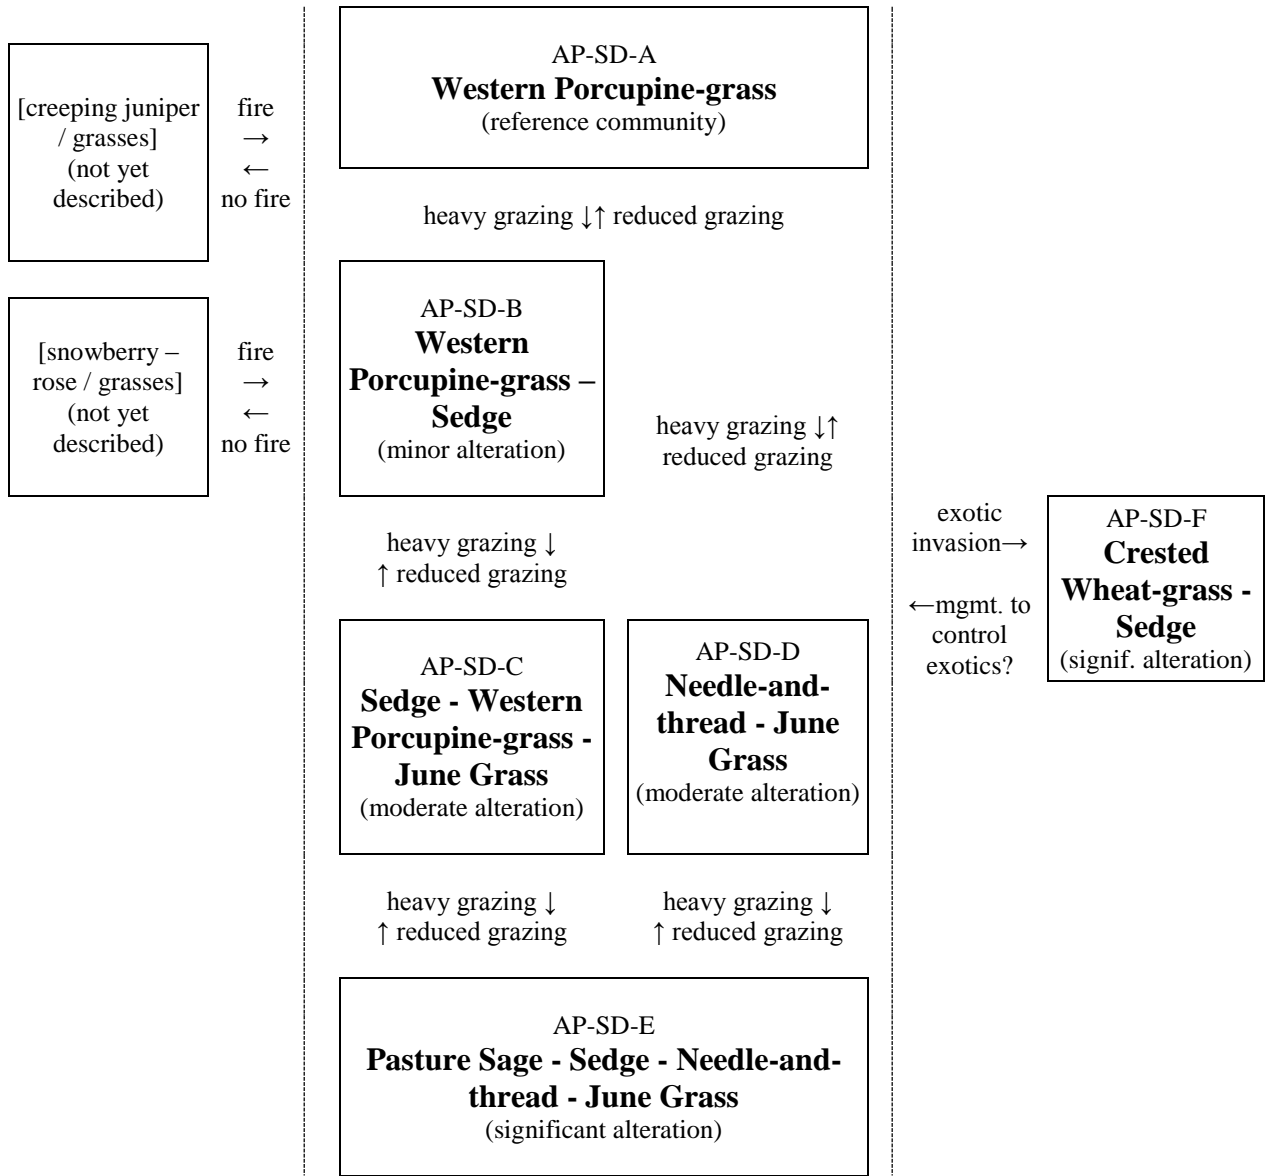 AP-SD-A
Western Porcupine-grass
(reference community)
[creeping juniper
/ grasses]
(not yet
described)
fire
→
←
no fire
heavy grazing ↓↑ reduced grazing
[snowberry –
rose / grasses]
(not yet
described)
fire
→
←
no fire
AP-SD-B
Western
Porcupine-grass –
Sedge
(minor alteration)
heavy grazing ↓↑
reduced grazing
heavy grazing ↓
↑ reduced grazing
exotic
invasion→
←mgmt. to
control
exotics?
AP-SD-F
Crested
Wheat-grass -
Sedge
(signif. alteration)
AP-SD-C
Sedge - Western
Porcupine-grass -
June Grass
(moderate alteration)
AP-SD-D
Needle-and-
thread - June
Grass
(moderate alteration)
heavy grazing ↓
↑ reduced grazing
heavy grazing ↓
↑ reduced grazing
AP-SD-E
Pasture Sage - Sedge - Needle-and-
thread - June Grass
(significant alteration)